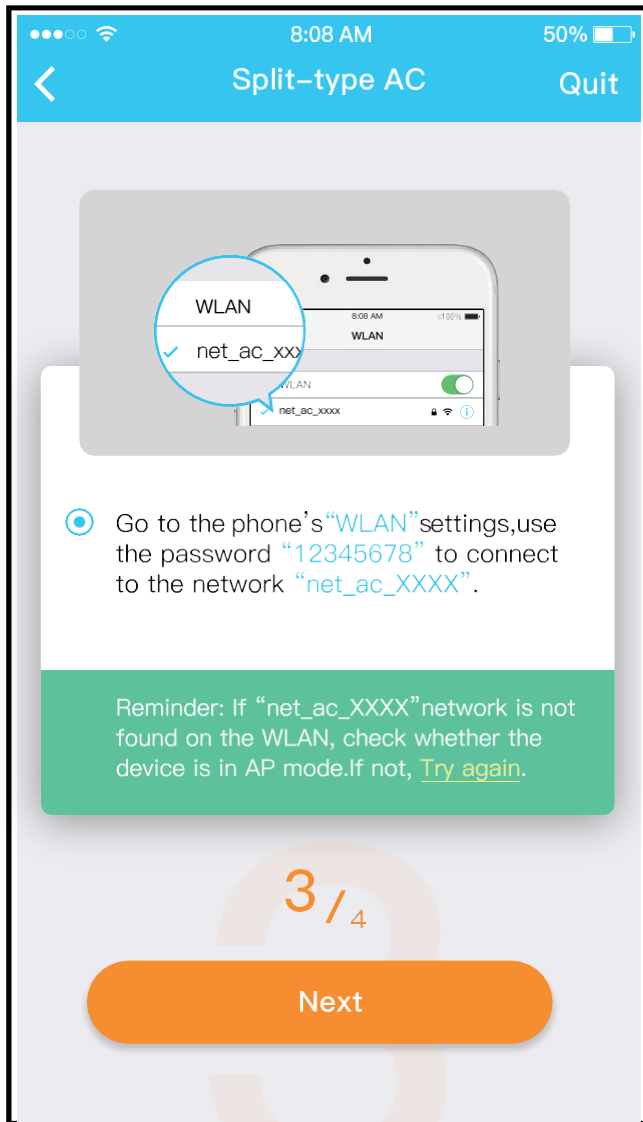 8:08 AM
50%
Split-type AC
Quit
WLAN
net_ac_xxx
8:08 AM
100%
WLAN
WLAN
net_ac_xxxx
Go to the phone's“WLAN”settings,use
the password “12345678” to connect
to the network “net_ac_XXXX”.
Reminder: If “net_ac_XXXX”network is not
found on the WLAN, check whether the
device is in AP mode.If not, Try again.
3/4
Next
3